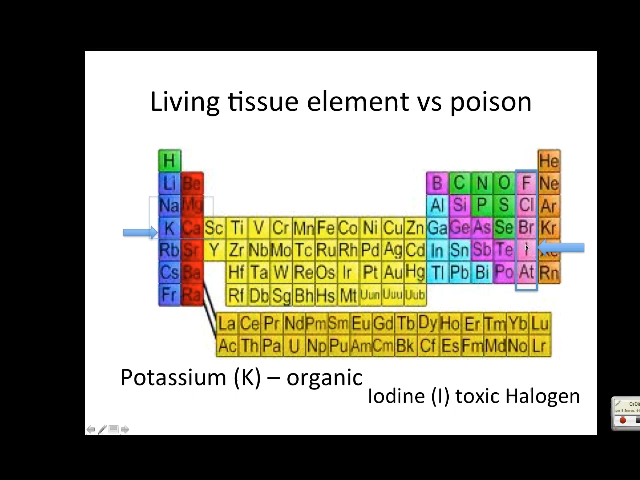 Living tissue element vs poison
H He
Li Be B C N O F Ne
Na Mg Al Si P S Cl Ar
K Ca Sc Ti V Cr Mn Fe Co Ni Cu Zn Ga Ge As Se Br Kr
Rb Sr Y Zr Nb Mo Tc Ru Rh Pd Ag Cd In Sn Sb Te I
Cs Ba Hf Ta W Re Os Ir Pt Au Hg Tl Pb Bi Po At Rn
Fr Ra Rf Db Sg Bh Hs Mt Uun Uuu Uub
La Ce Pr Nd Pm Sm Eu Gd Tb Dy Ho Er Tm Yb Lu
Ac Th Pa U Np Pu Am Cm Bk Cf Es Fm Md No Lr
Potassium (K) – organic
Iodine (I) toxic Halogen